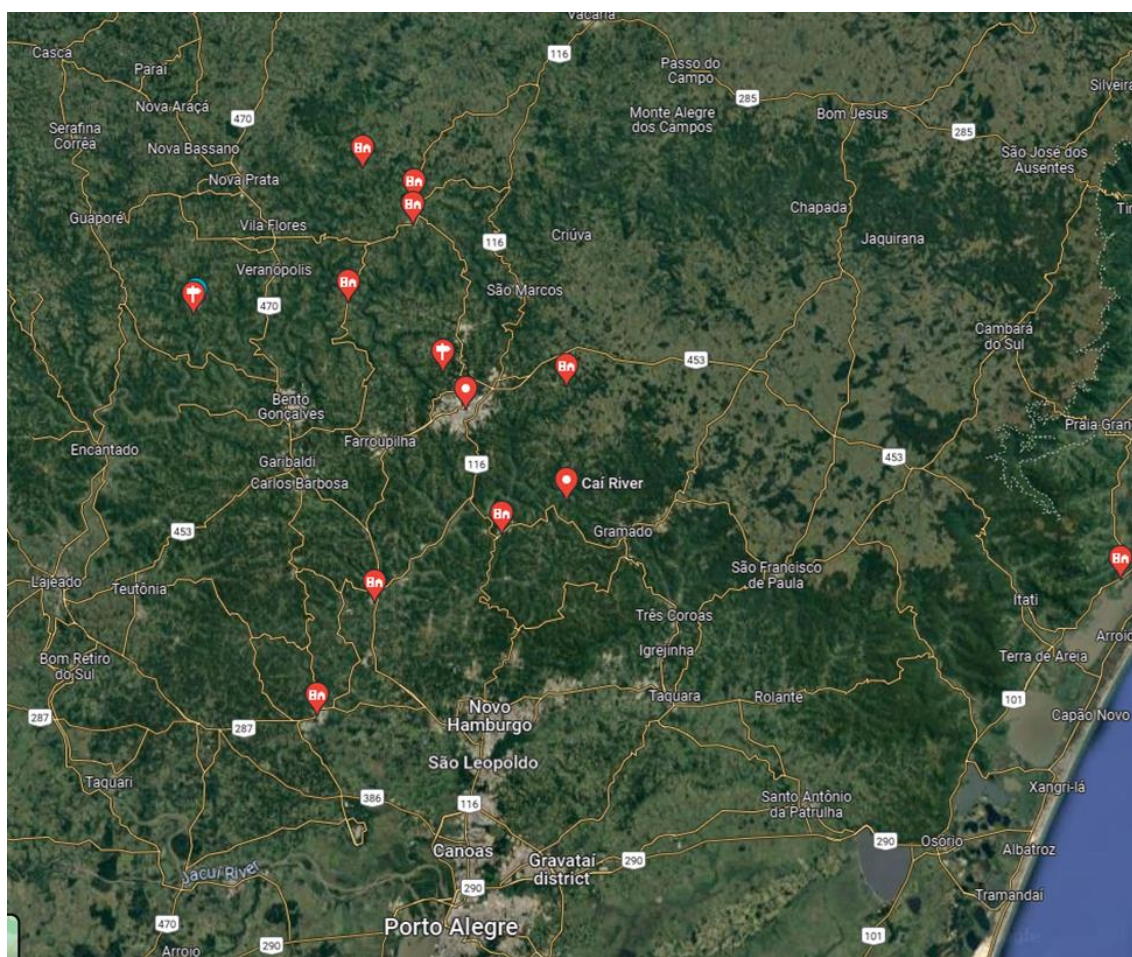 Vacaria
Casca
116
Passo do
Campo
Paraí
Silveira
Nova Araçá
285
Monte Alegre
dos Campos
Bom Jesus
470
Serafina
Corrêa
285
Nova Bassano
São José dos
Ausentes
Nova Prata
Chapada
Guaporé
Vila Flores
Criúva
116
Jaquirana
Veranópolis
São Marcos
470
Cambará
do Sul
453
Bento
Gonçalves
Praia Grand
Farroupilha
Encantado
453
Garibaldi
116
Carlos Barbosa
Caí River
453
Gramado
São Francisco
de Paula
Lajeado
Teutônia
Itati
Três Coroas
Arroio
Igrejinha
Terra de Areia
Bom Retiro
do Sul
Taquara
Rolante
101
Novo
Hamburgo
Capão Novo
287
287
São Leopoldo
Taquari
Xangri-lá
386
116
Santo Antônio
da Patrulha
290
Osório
Canoas
Albatroz
Gravataí
district
290
Jacuí River
290
Tramandaí
470
Porto Alegre
101
Arroio
290